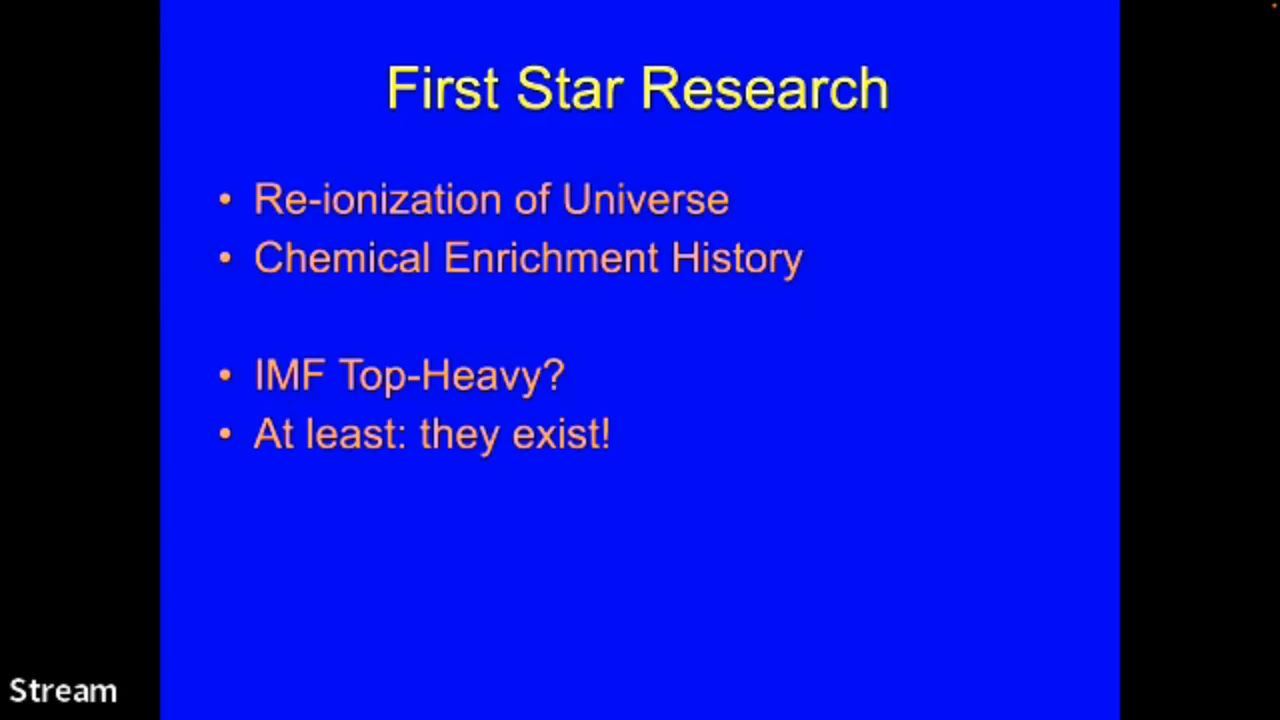 First Star Research
• Re-ionization of Universe
• Chemical Enrichment History
• IMF Top-Heavy?
• At least: they exist!
Stream